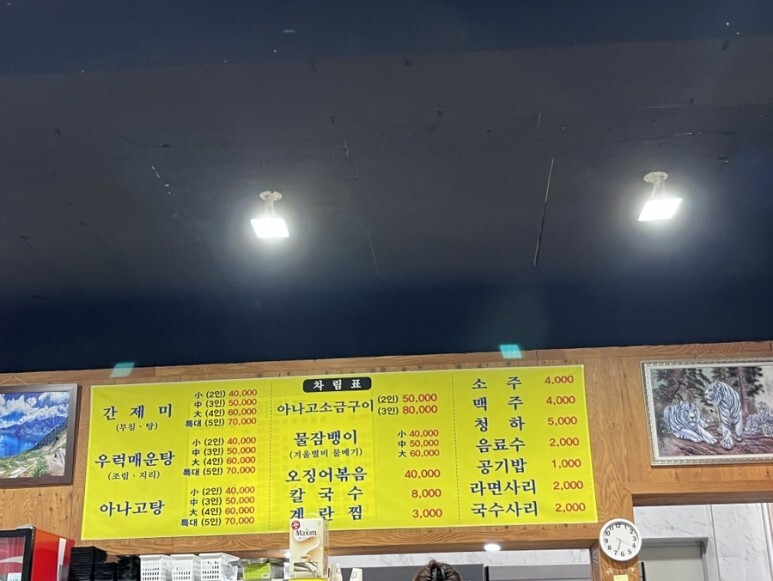 차림표
간제미
(무침 · 탕)
小 (2인) 40,000
中 (3인) 50,000
大 (4인) 60,000
특대 (5인) 70,000
우럭매운탕
(조림 · 지리)
小 (2인) 40,000
中 (3인) 50,000
大 (4인) 60,000
특대 (5인) 70,000
아나고탕
小 (2인) 40,000
中 (3인) 50,000
大 (4인) 60,000
특대 (5인) 70,000
아나고소금구이 (2인) 50,000
(3인) 80,000
물잠뱅이
(겨울별미 물메기)
小 40,000
中 50,000
大 60,000
오징어볶음 40,000
칼국수 8,000
계란찜 3,000
소주 4,000
맥주 4,000
청하 5,000
음료수 2,000
공기밥 1,000
라면사리 2,000
국수사리 2,000
Maxim